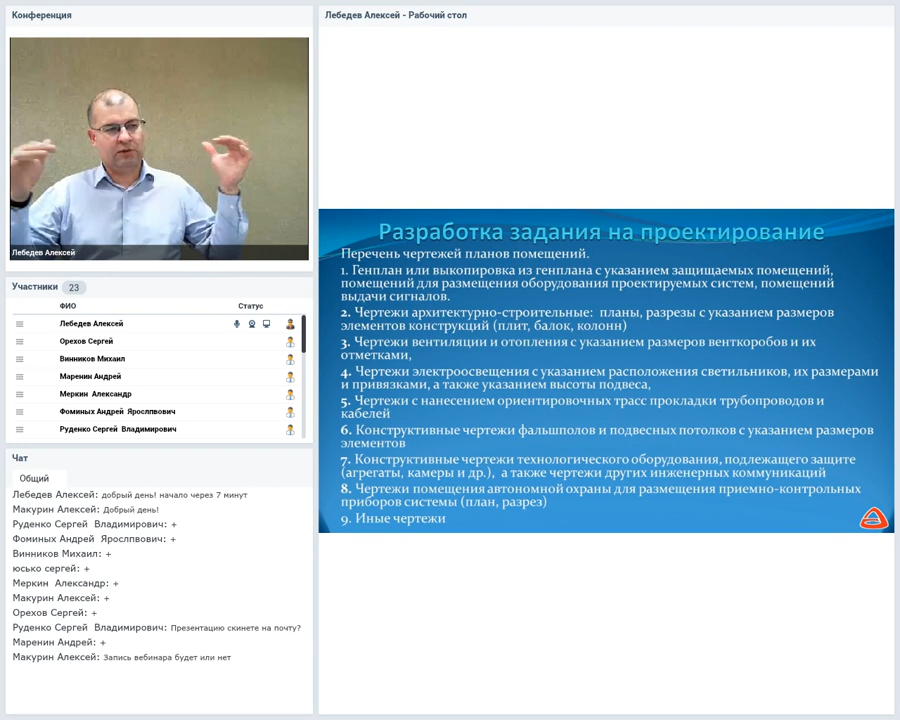 Конференция
Лебедев Алексей
Участники 23
ФИО Статус
Лебедев Алексей
Орехов Сергей
Винников Михаил
Маренин Андрей
Меркин Александр
Фоминых Андрей Ярослпвович
Руденко Сергей Владимирович
Чат
Общий
Лебедев Алексей: добрый день! начало через 7 минут
Макурин Алексей: Добрый день!
Руденко Сергей Владимирович: +
Фоминых Андрей Ярослпвович: +
Винников Михаил: +
юсько сергей: +
Меркин Александр: +
Макурин Алексей: +
Орехов Сергей: +
Руденко Сергей Владимирович: Презентацию скинете на почту?
Маренин Андрей: +
Макурин Алексей: Запись вебинара будет или нет
Лебедев Алексей - Рабочий стол
Разработка задания на проектирование
Перечень чертежей планов помещений.
1. Генплан или выкопировка из генплана с указанием защищаемых помещений,
помещений для размещения оборудования проектируемых систем, помещений
выдачи сигналов.
2. Чертежи архитектурно-строительные: планы, разрезы с указанием размеров
элементов конструкций (плит, балок, колонн)
3. Чертежи вентиляции и отопления с указанием размеров венткоробов и их
отметками,
4. Чертежи электроосвещения с указанием расположения светильников, их размерами
и привязками, а также указанием высоты подвеса,
5. Чертежи с нанесением ориентировочных трасс прокладки трубопроводов и
кабелей
6. Конструктивные чертежи фальшполов и подвесных потолков с указанием размеров
элементов
7. Конструктивные чертежи технологического оборудования, подлежащего защите
(агрегаты, камеры и др.), а также чертежи других инженерных коммуникаций
8. Чертежи помещения автономной охраны для размещения приемно-контрольных
приборов системы (план, разрез)
9. Иные чертежи